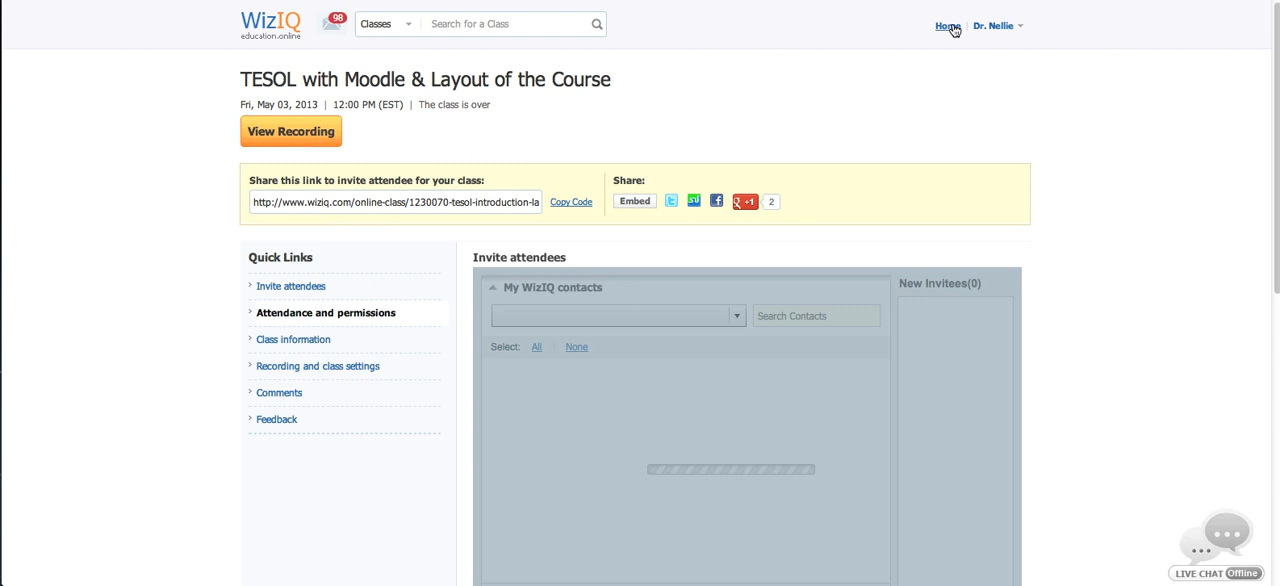 WizIQ
education.online
98
Classes
Search for a Class
Home
Dr. Nellie
TESOL with Moodle & Layout of the Course
Fri, May 03, 2013 | 12:00 PM (EST) | The class is over
View Recording
Share this link to invite attendee for your class:
http://www.wiziq.com/online-class/1230070-tesol-introduction-la
Copy Code
Share:
Embed
+1
2
Quick Links
Invite attendees
Attendance and permissions
Class information
Recording and class settings
Comments
Feedback
Invite attendees
My WizIQ contacts
Search Contacts
Select: All | None
New Invitees(0)
LIVE CHAT Offline